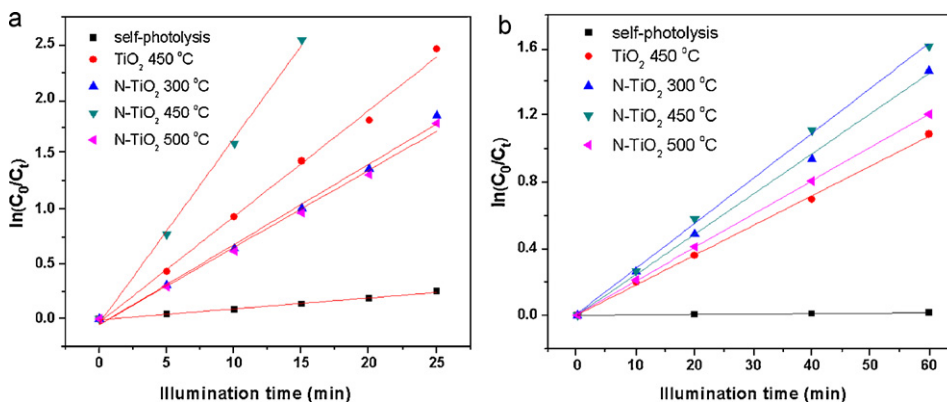 a
ln(C₀/Cₜ)
2.5
2.0
1.5
1.0
0.5
0.0
self-photolysis
TiO₂ 450 °C
N-TiO₂ 300 °C
N-TiO₂ 450 °C
N-TiO₂ 500 °C
0 5 10 15 20 25
Illumination time (min)
b
ln(C₀/Cₜ)
1.6
1.2
0.8
0.4
0.0
self-photolysis
TiO₂ 450 °C
N-TiO₂ 300 °C
N-TiO₂ 450 °C
N-TiO₂ 500 °C
0 10 20 30 40 50 60
Illumination time (min)